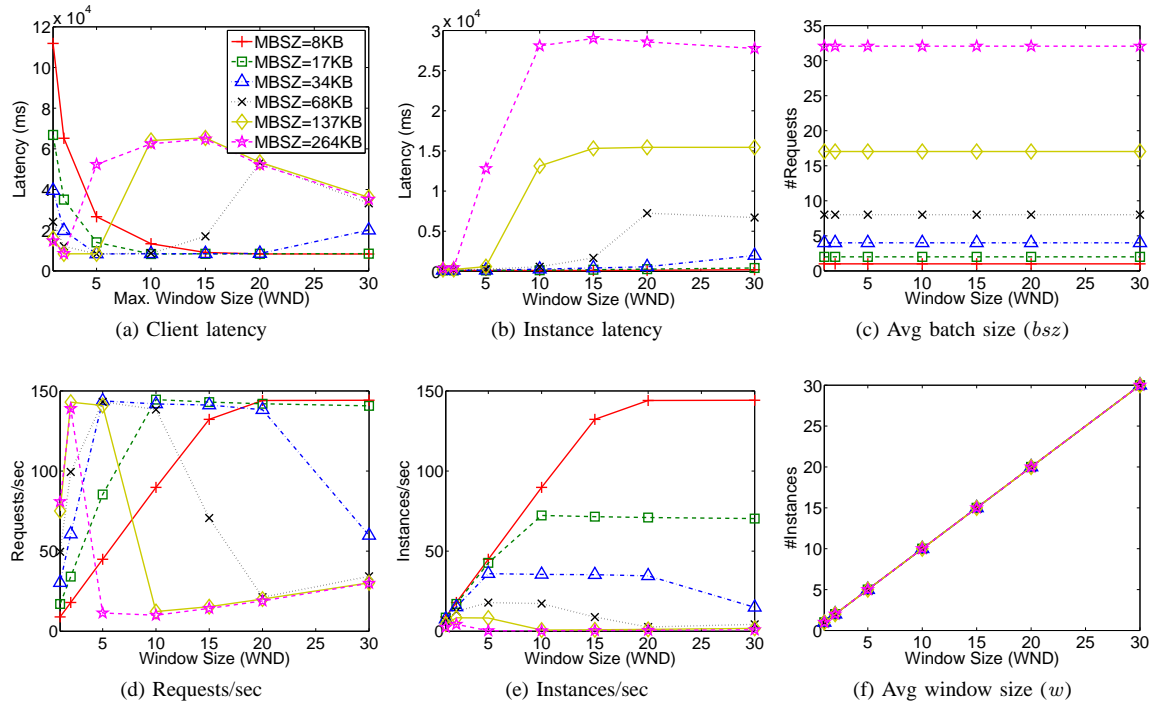 12 x 10^4
10
8
6
4
2
0
Latency (ms)
5 10 15 20 25 30
Max. Window Size (WND)
MBSZ=8KB
MBSZ=17KB
MBSZ=34KB
MBSZ=68KB
MBSZ=137KB
MBSZ=264KB
(a) Client latency
3 x 10^4
2.5
2
1.5
1
0.5
0
Latency (ms)
5 10 15 20 25 30
Window Size (WND)
(b) Instance latency
35
30
25
20
15
10
5
0
#Requests
5 10 15 20 25 30
Window Size (WND)
(c) Avg batch size (bsz)
150
100
50
0
Requests/sec
5 10 15 20 25 30
Window Size (WND)
(d) Requests/sec
150
100
50
0
Instances/sec
5 10 15 20 25 30
Window Size (WND)
(e) Instances/sec
30
25
20
15
10
5
0
#Instances
5 10 15 20 25 30
Window Size (WND)
(f) Avg window size (w)